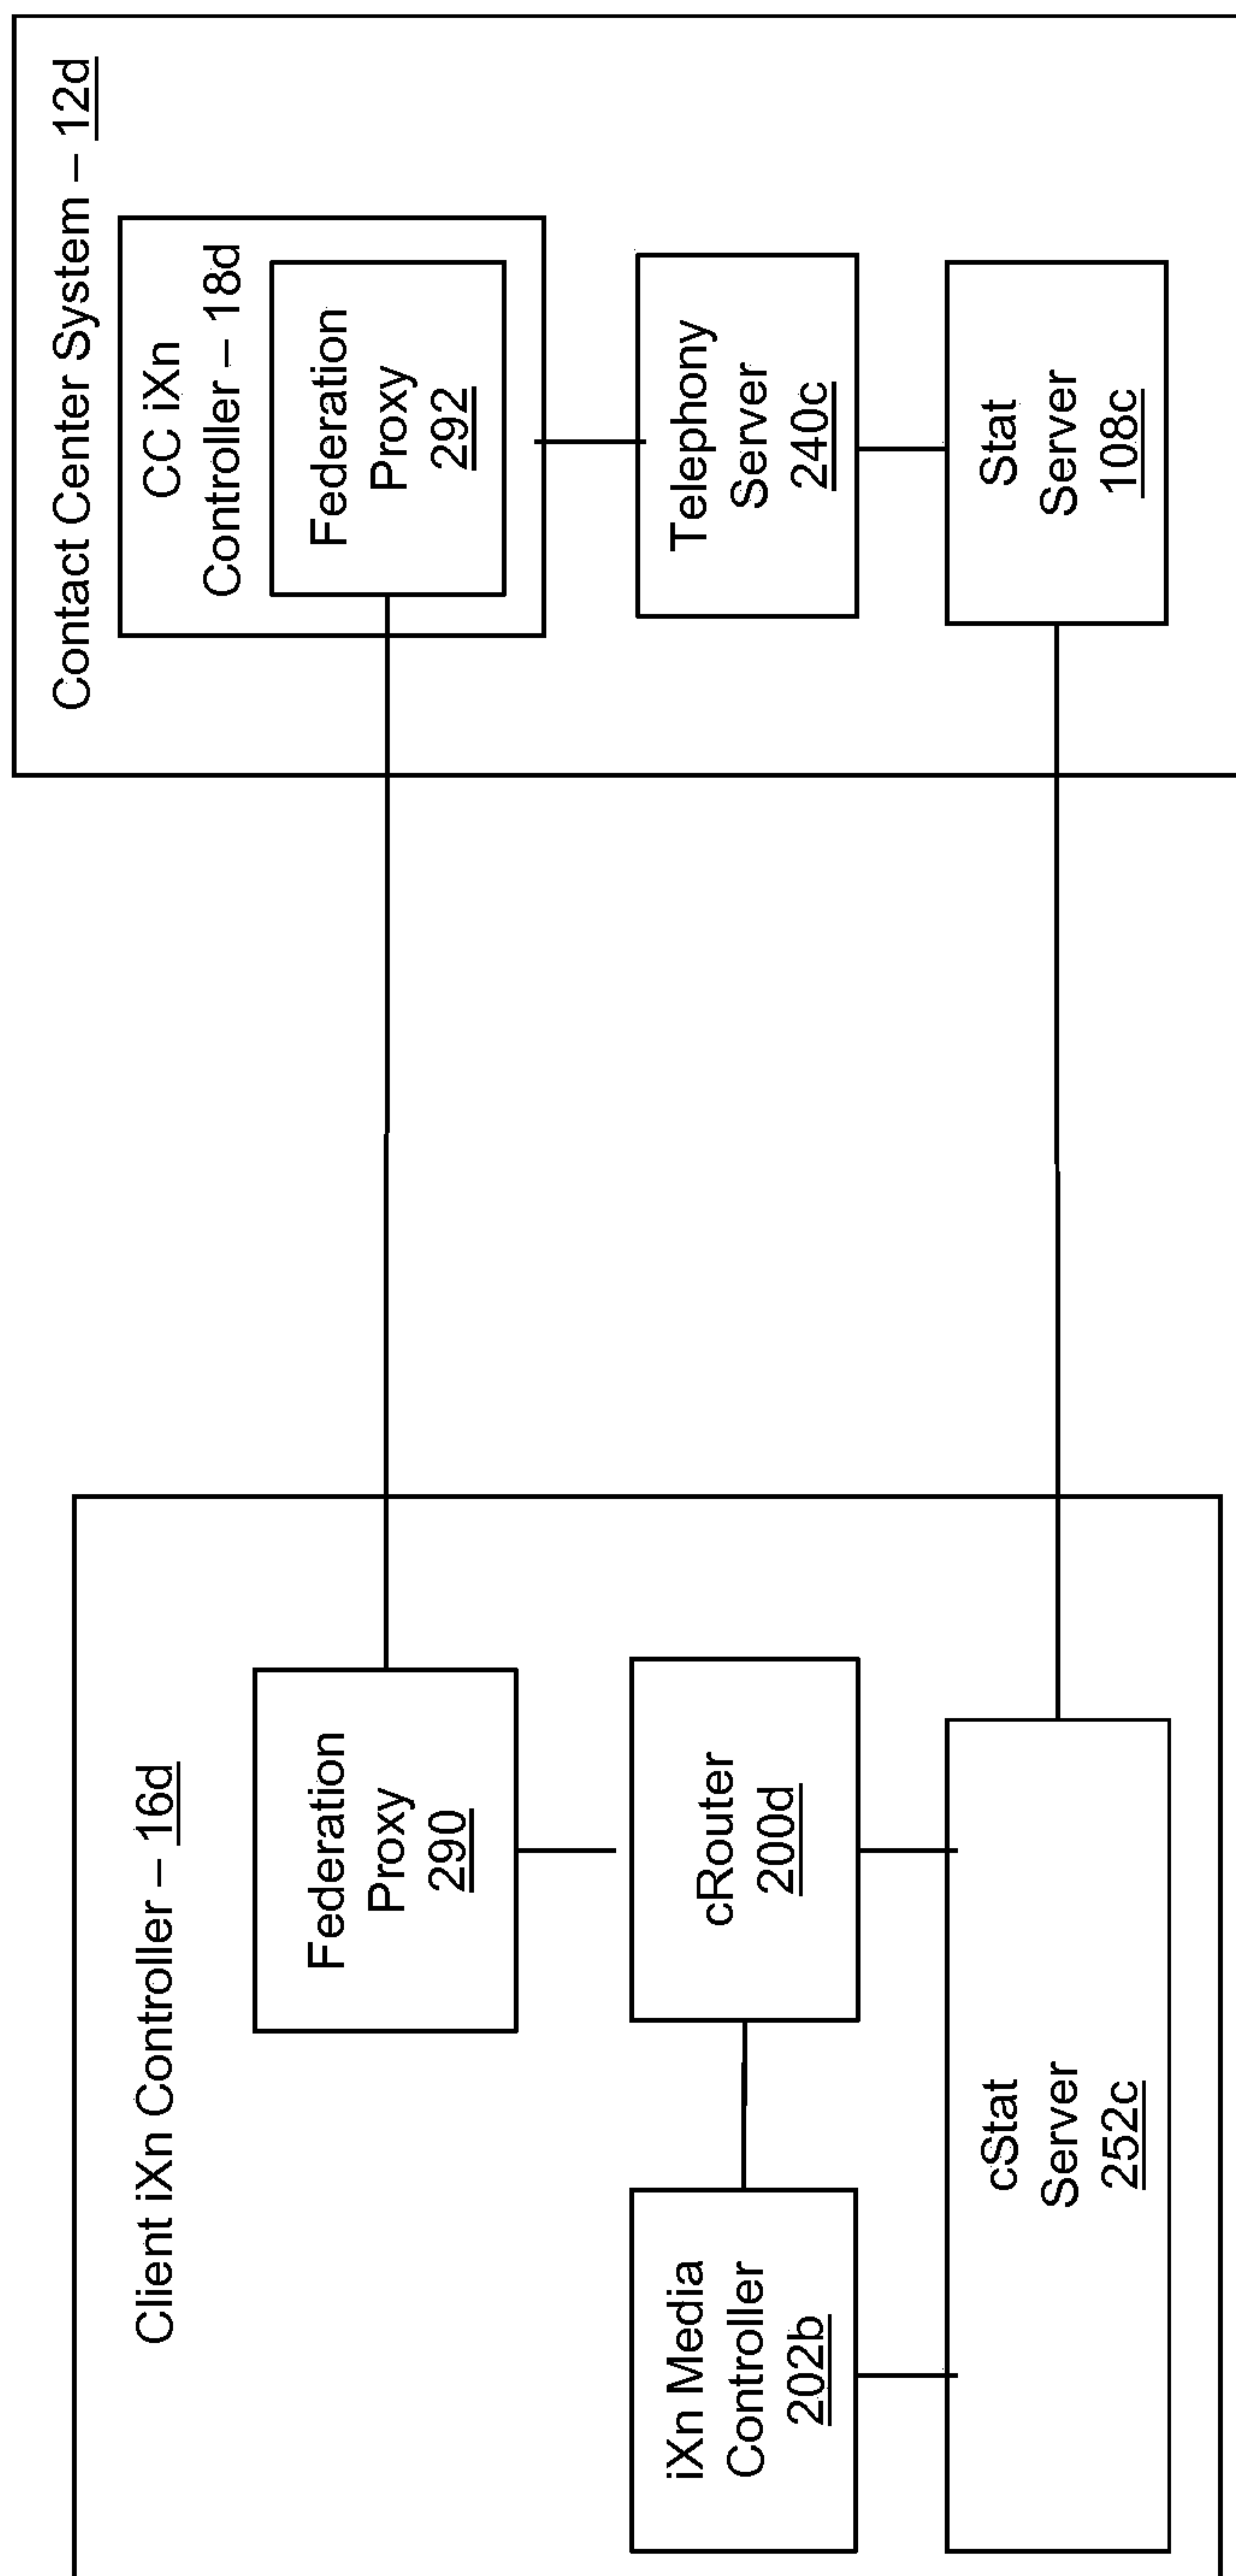 Client iXn Controller – 16d
Federation
Proxy
290
iXn Media
Controller
202b
cRouter
200d
cStat
Server
252c
Contact Center System – 12d
CC iXn
Controller – 18d
Federation
Proxy
292
Telephony
Server
240c
Stat
Server
108c